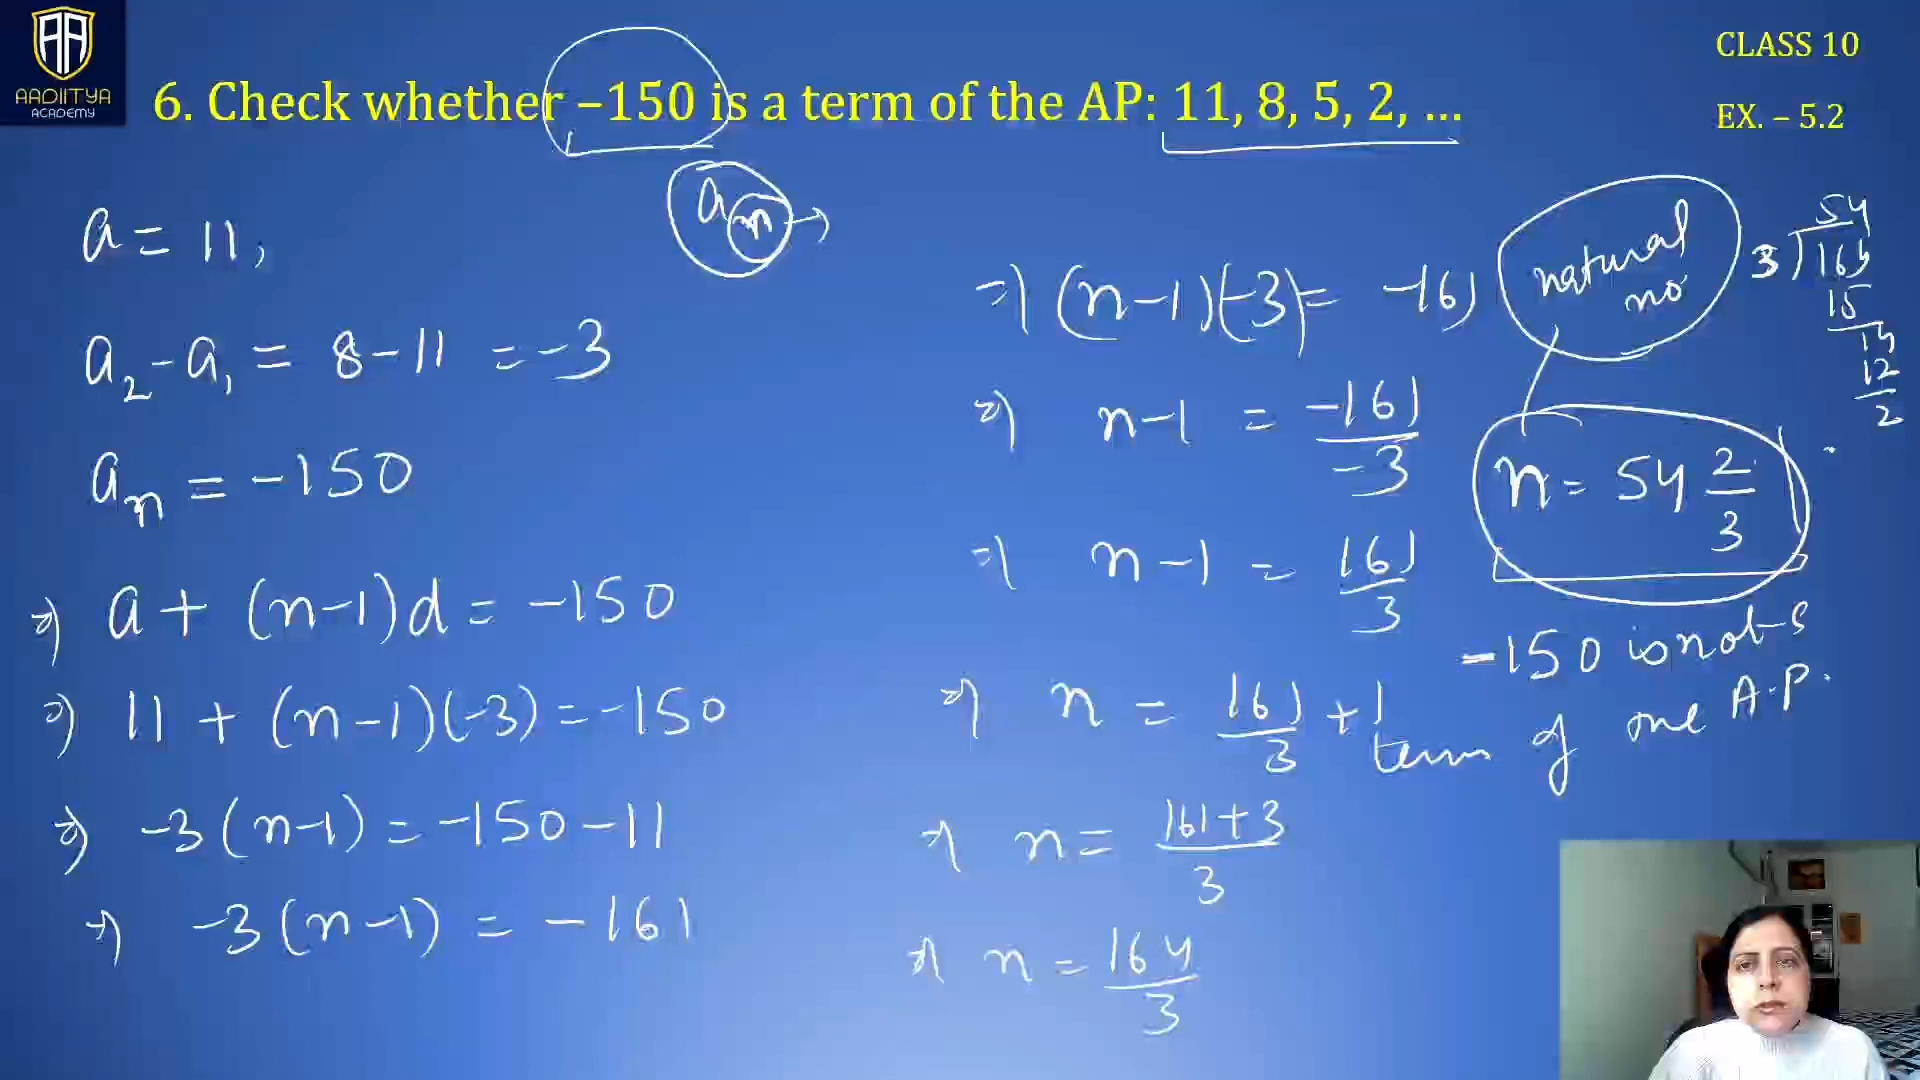 AADIITYA
ACADEMY
CLASS 10
EX. – 5.2
6. Check whether –150 is a term of the AP: 11, 8, 5, 2, ...
aₙ →
a = 11,
a₂ - a₁ = 8 - 11 = -3
aₙ = -150
⇒ a + (n-1)d = -150
⇒ 11 + (n-1)(-3) = -150
⇒ -3(n-1) = -150 - 11
⇒ -3(n-1) = -161
⇒ (n-1)(-3) = -161
⇒ n-1 = -161/-3
⇒ n-1 = 161/3
⇒ n = 161/3 + 1
⇒ n = 161+3/3
⇒ n = 164/3
natural
no
54
3)164
15
14
12
2
n = 54 2/3
-150 is not
term of the A.P.